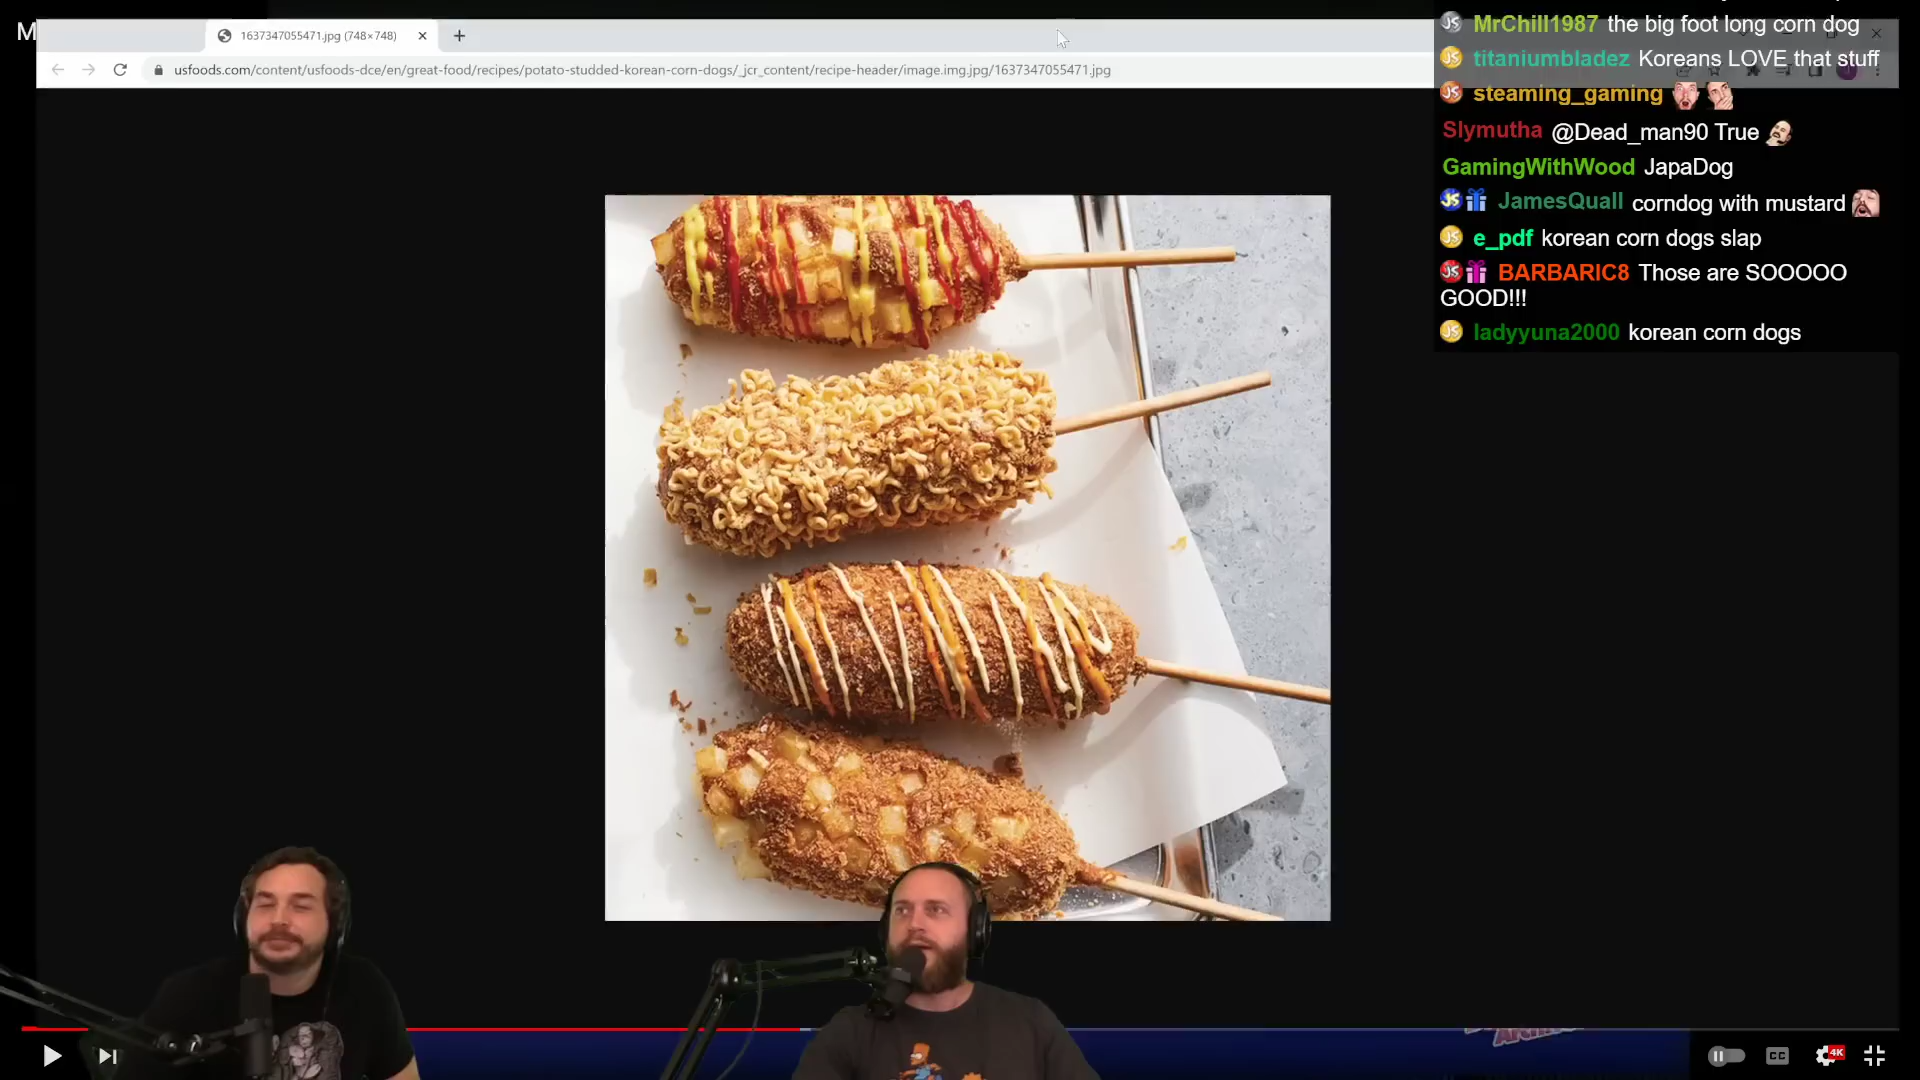 M
1637347055471.jpg (748×748)
usfoods.com/content/usfoods-dce/en/great-food/recipes/potato-studded-korean-corn-dogs/_jcr_content/recipe-header/image.img.jpg/1637347055471.jpg
MrChill1987 the big foot long corn dog
titaniumbladez Koreans LOVE that stuff
steaming_gaming
Slymutha @Dead_man90 True
GamingWithWood JapaDog
JamesQuall corndog with mustard
e_pdf korean corn dogs slap
BARBARIC8 Those are SOOOOO
GOOD!!!
ladyyuna2000 korean corn dogs
CC
4K